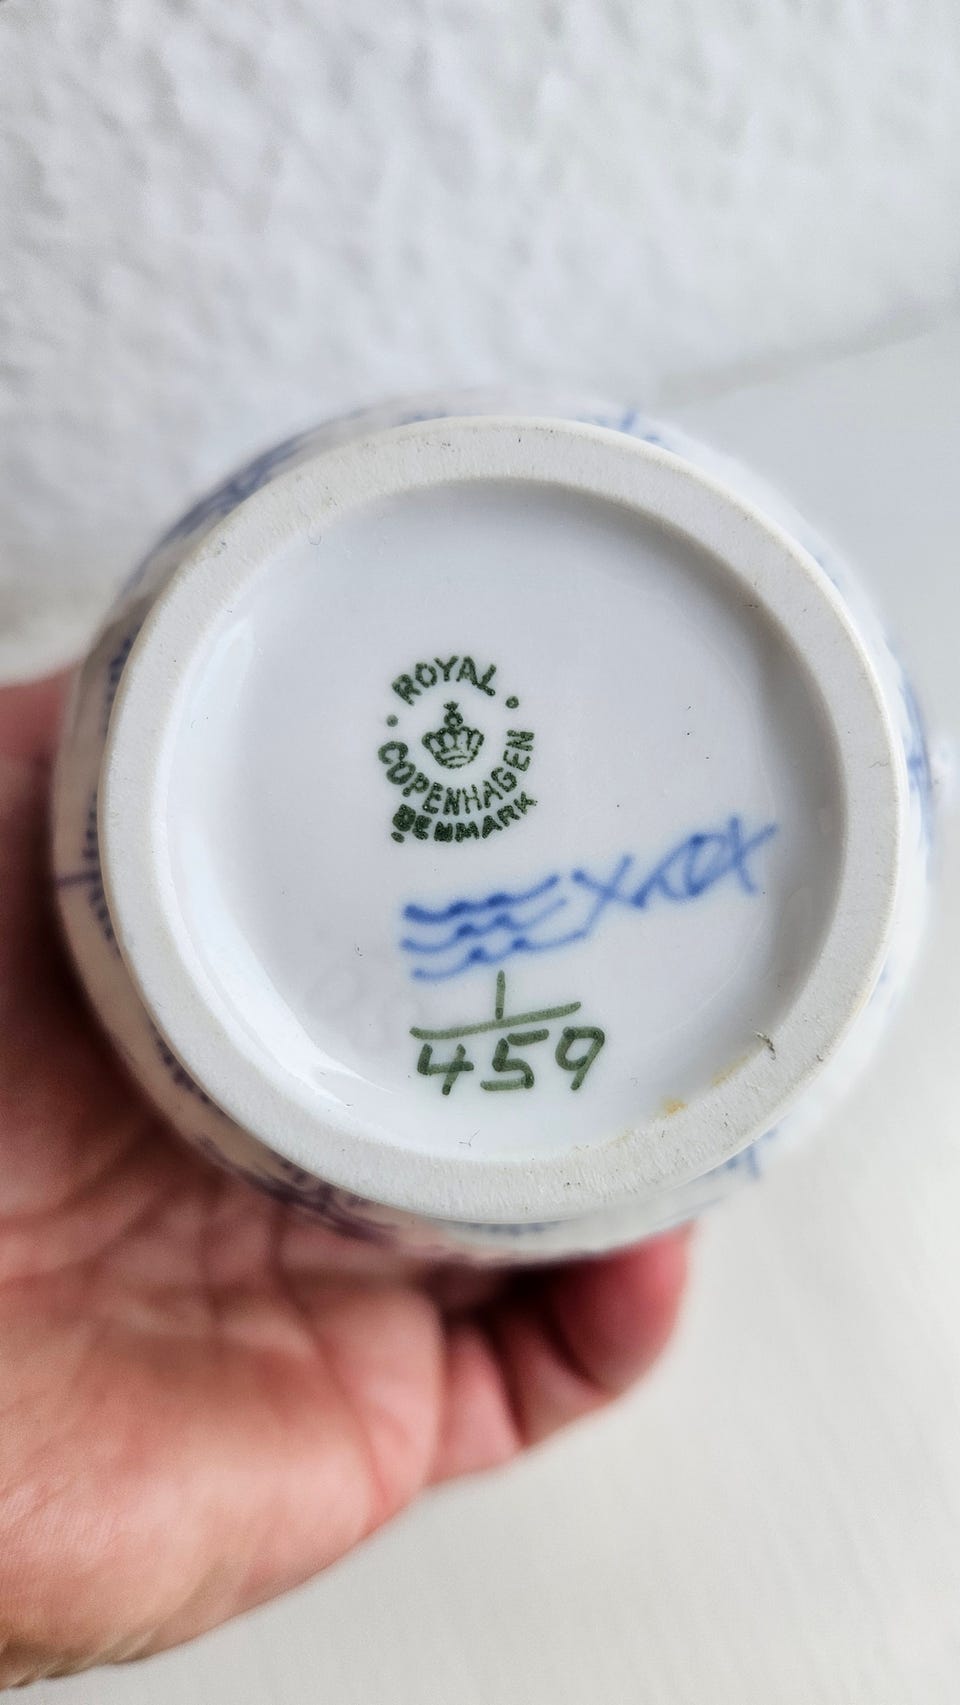 ROYAL
COPENHAGEN
DENMARK
1
459